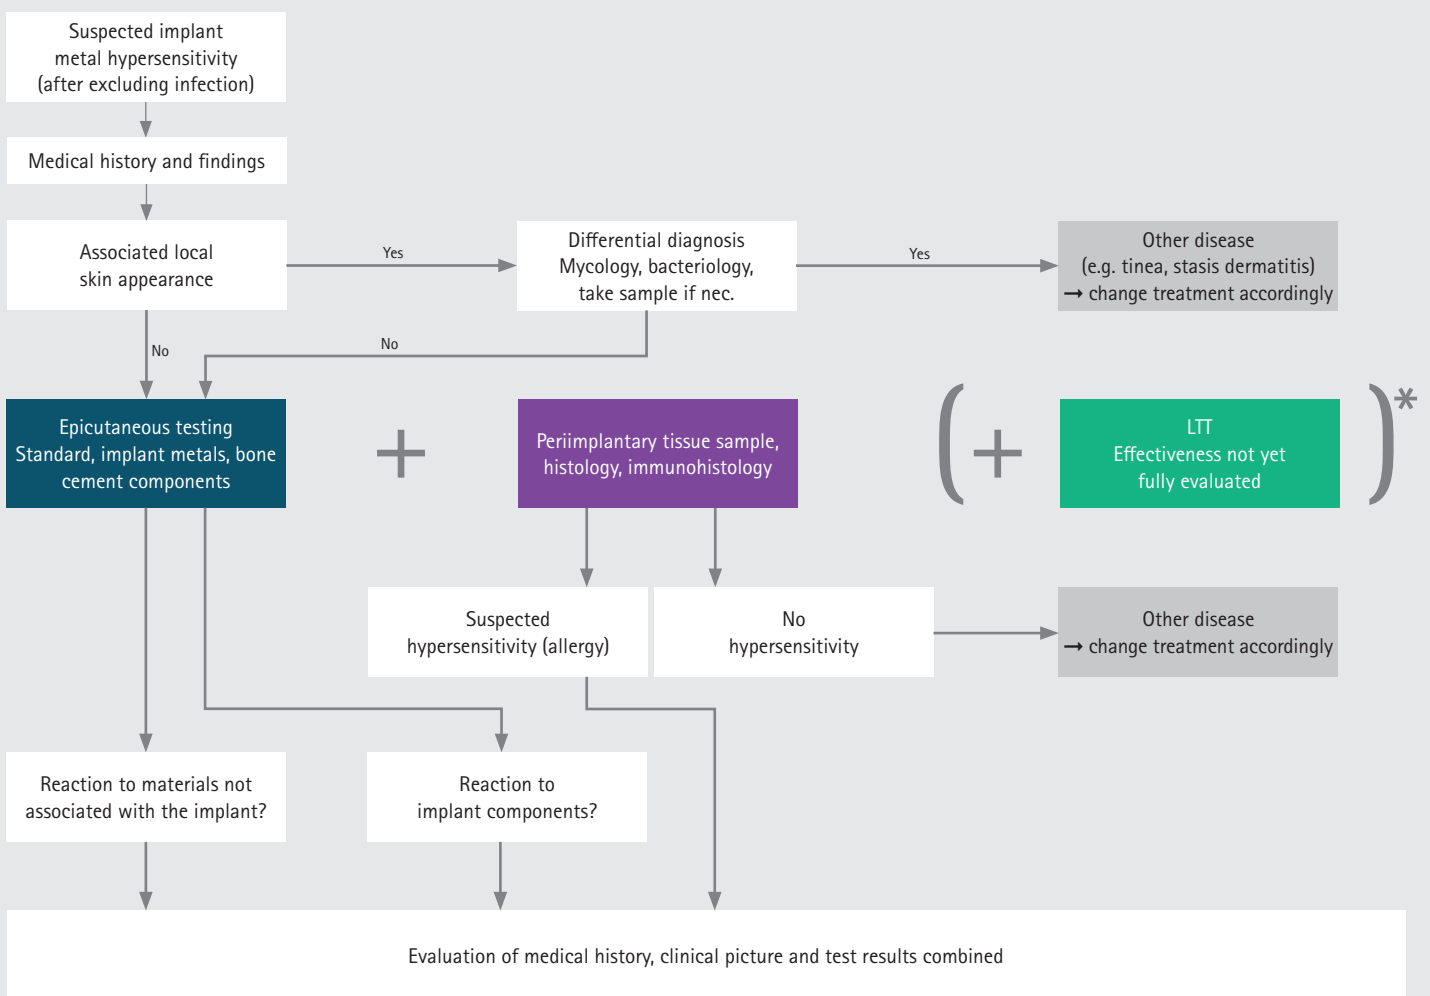 Suspected implant
metal hypersensitivity
(after excluding infection)
Medical history and findings
Associated local
skin appearance
Yes
Differential diagnosis
Mycology, bacteriology,
take sample if nec.
Yes
Other disease
(e.g. tinea, stasis dermatitis)
→ change treatment accordingly
No
No
Epicutaneous testing
Standard, implant metals, bone
cement components
+
Periimplantary tissue sample,
histology, immunohistology
(+
LTT
Effectiveness not yet
fully evaluated
)*
Suspected
hypersensitivity (allergy)
No
hypersensitivity
Other disease
→ change treatment accordingly
Reaction to materials not
associated with the implant?
Reaction to
implant components?
Evaluation of medical history, clinical picture and test results combined